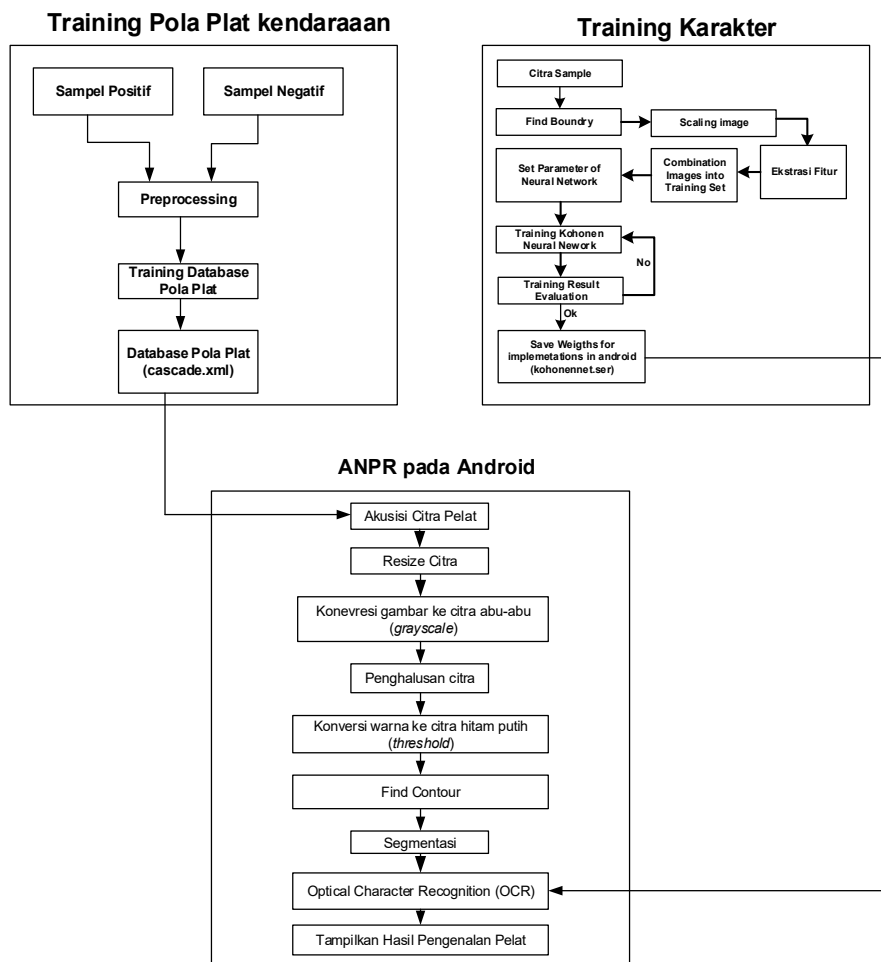 Training Pola Plat kendaraaan
Sampel Positif
Sampel Negatif
Preprocessing
Training Database
Pola Plat
Database Pola Plat
(cascade.xml)
Training Karakter
Citra Sample
Find Boundry
Scaling image
Ekstrasi Fitur
Combination
Images into
Training Set
Set Parameter of
Neural Network
Training Kohonen
Neural Nework
No
Training Result
Evaluation
Ok
Save Weigths for
implemetations in android
(kohonennet.ser)
ANPR pada Android
Akusisi Citra Pelat
Resize Citra
Konevresi gambar ke citra abu-abu
(grayscale)
Penghalusan citra
Konversi warna ke citra hitam putih
(threshold)
Find Contour
Segmentasi
Optical Character Recognition (OCR)
Tampilkan Hasil Pengenalan Pelat